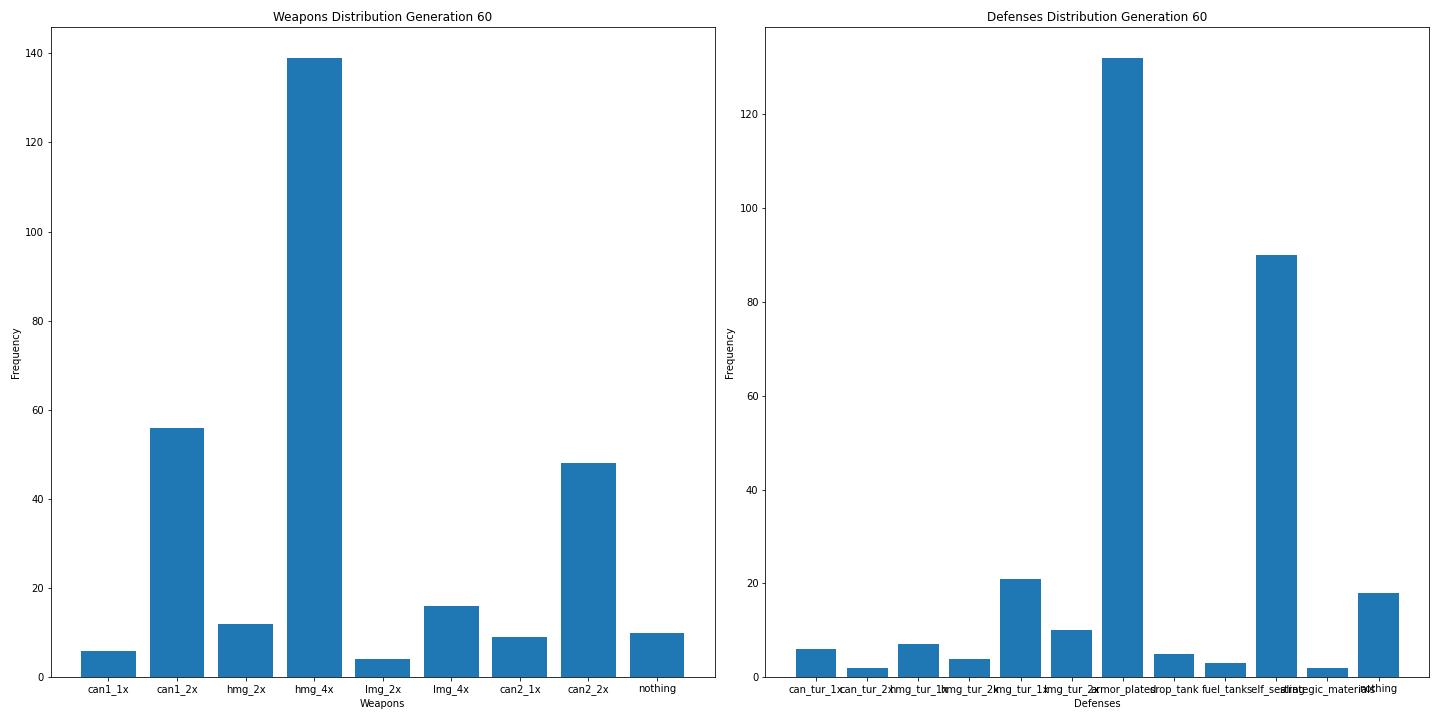 Weapons Distribution Generation 60
Frequency
140
120
100
80
60
40
20
0
can1_1x can1_2x hmg_2x hmg_4x lmg_2x lmg_4x can2_1x can2_2x nothing
Weapons
Defenses Distribution Generation 60
Frequency
120
100
80
60
40
20
0
can_tur_1x can_tur_2x hmg_tur_1x hmg_tur_2x lmg_tur_1x lmg_tur_2x armor_plates drop_tank fuel_tanks self_sealing strategic_materials nothing
Defenses